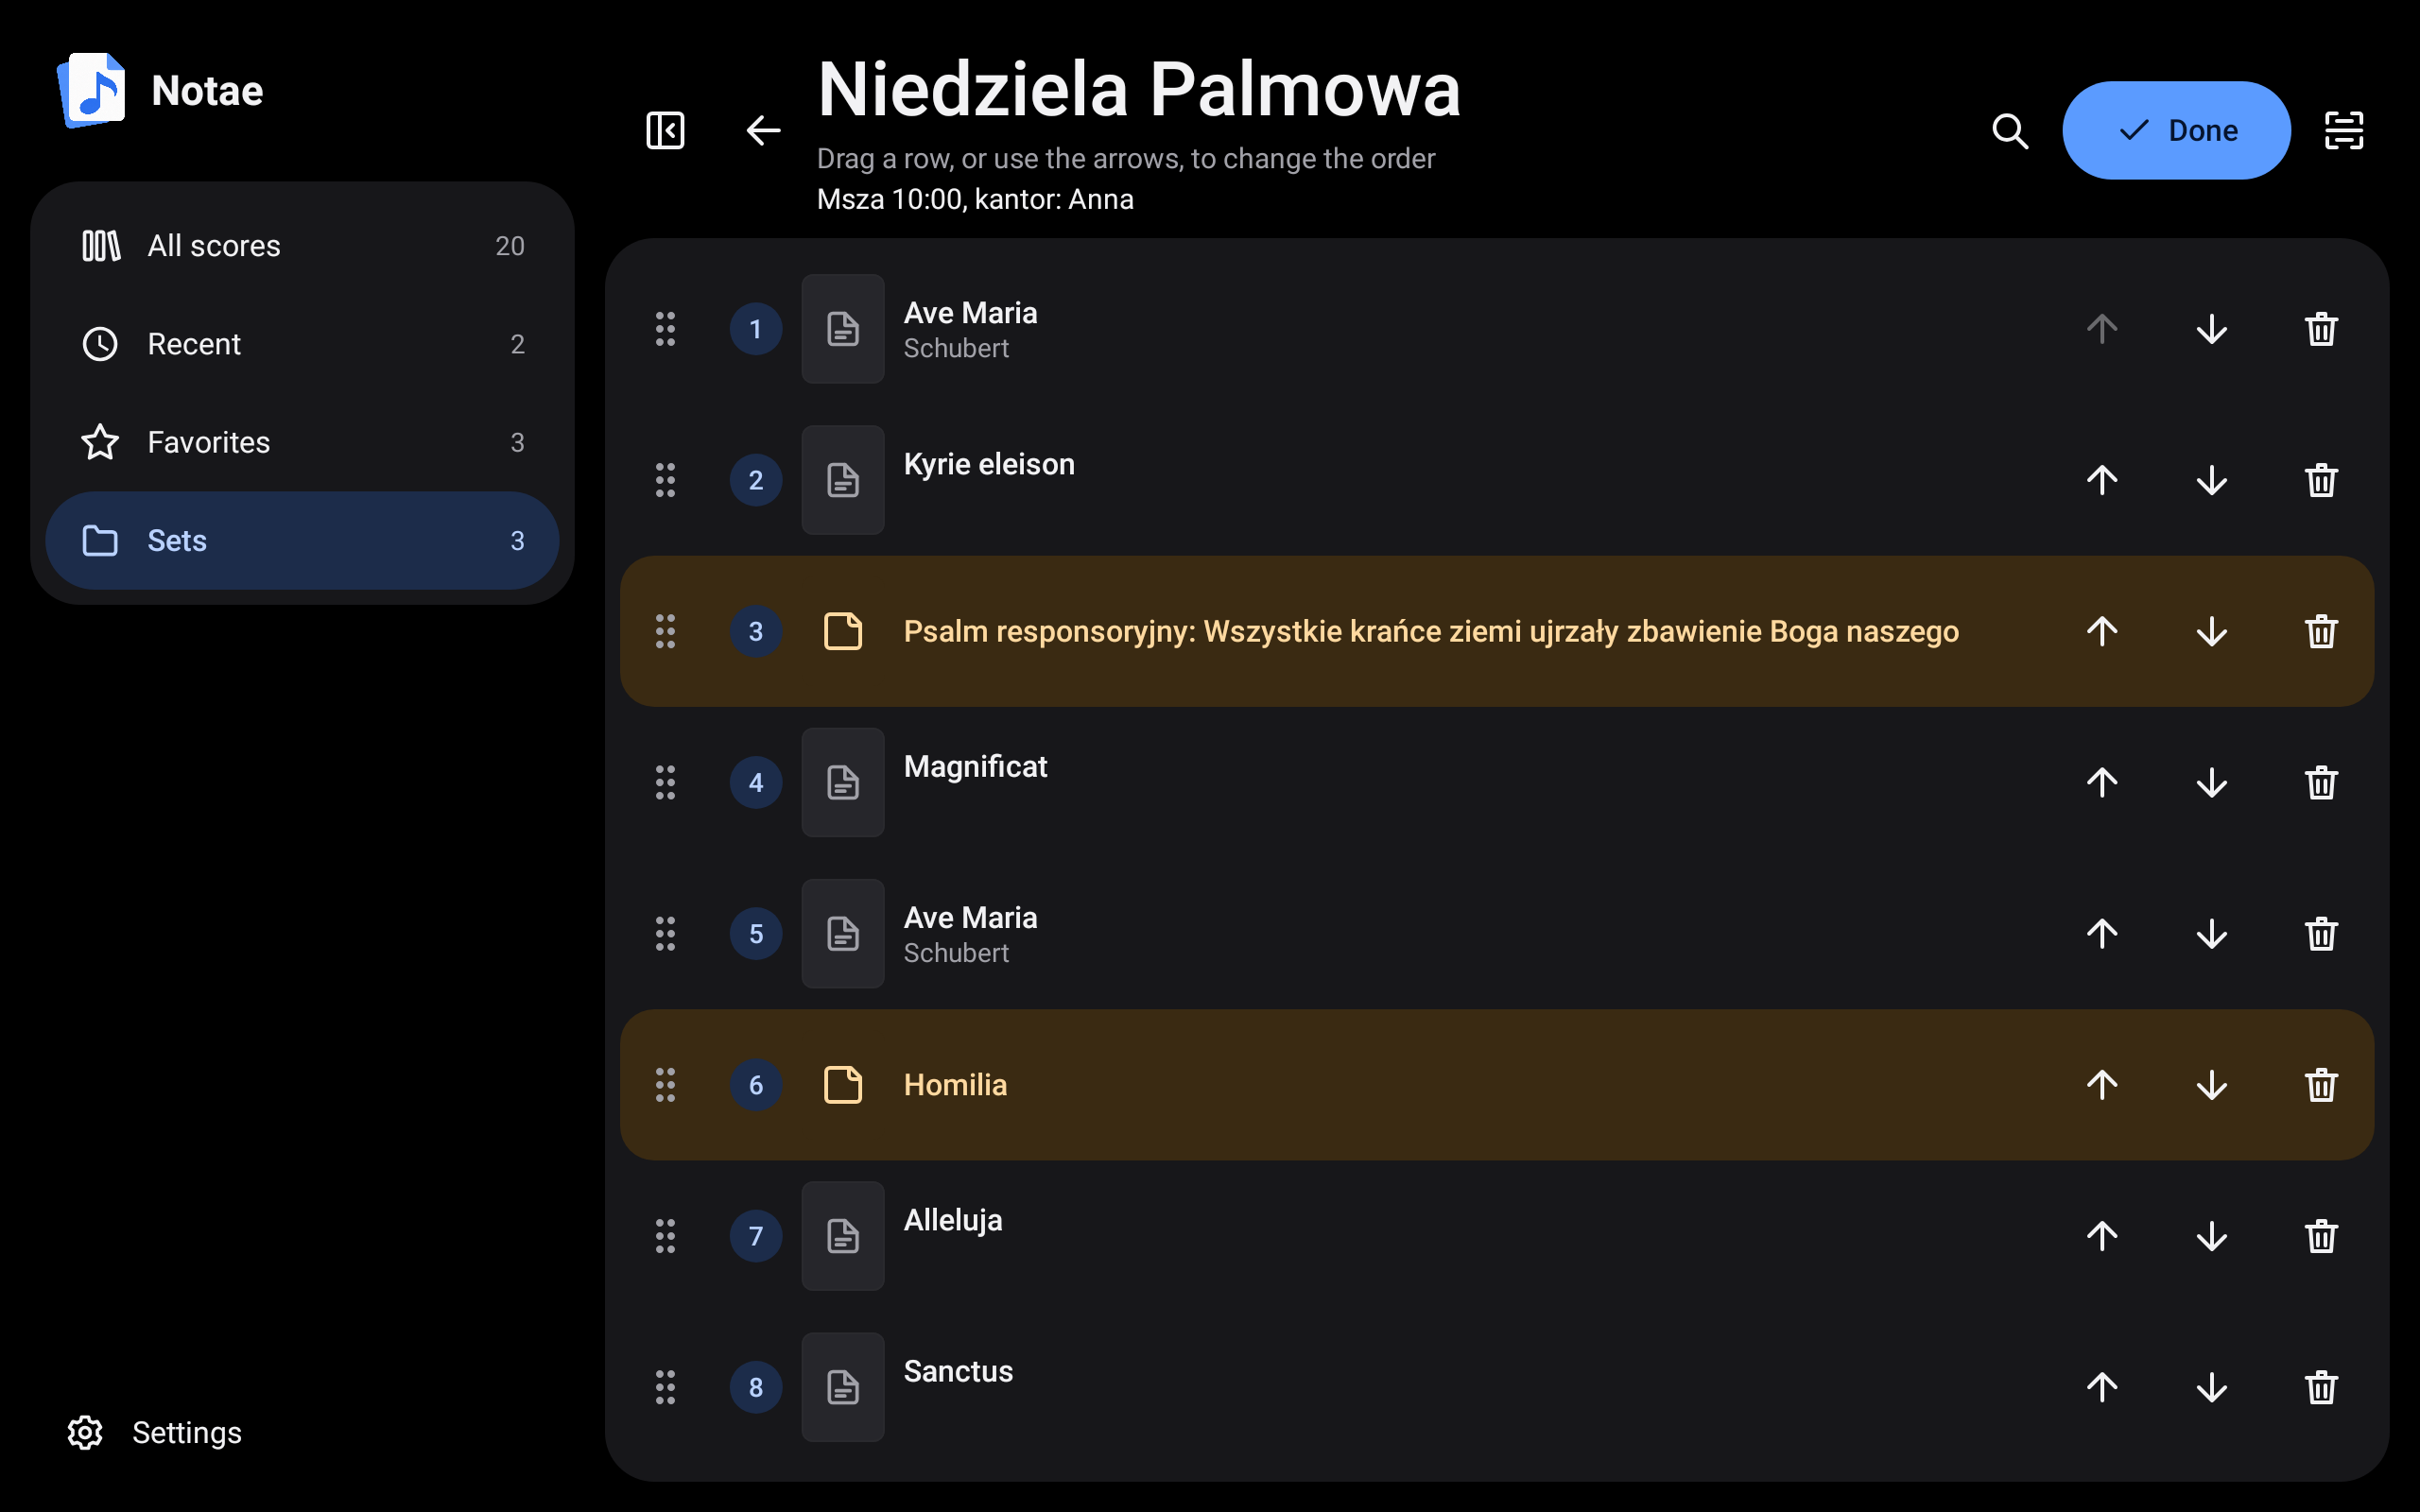 Notae
All scores 20
Recent 2
Favorites 3
Sets 3
Settings
Niedziela Palmowa
Drag a row, or use the arrows, to change the order
Msza 10:00, kantor: Anna
Done
1 Ave Maria
Schubert
2 Kyrie eleison
3 Psalm responsoryjny: Wszystkie krańce ziemi ujrzały zbawienie Boga naszego
4 Magnificat
5 Ave Maria
Schubert
6 Homilia
7 Alleluja
8 Sanctus